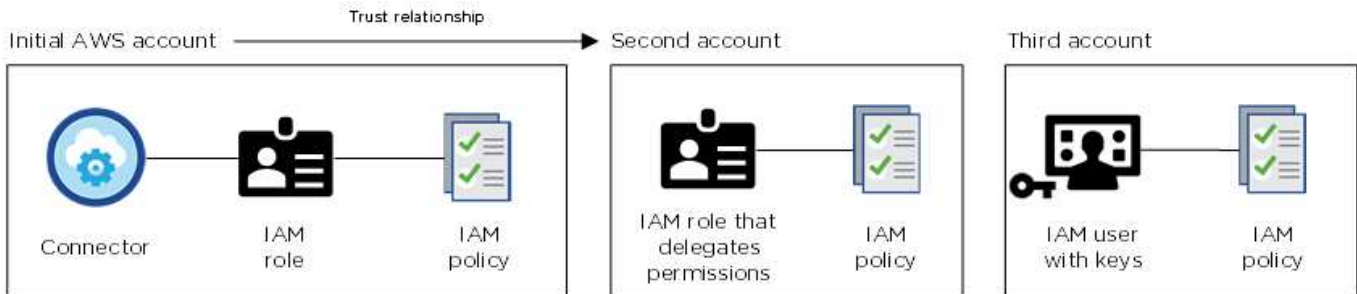 Trust relationship
Initial AWS account
Second account
Third account
Connector
IAM
role
IAM
policy
IAM role that
delegates
permissions
IAM
policy
IAM user
with keys
IAM
policy